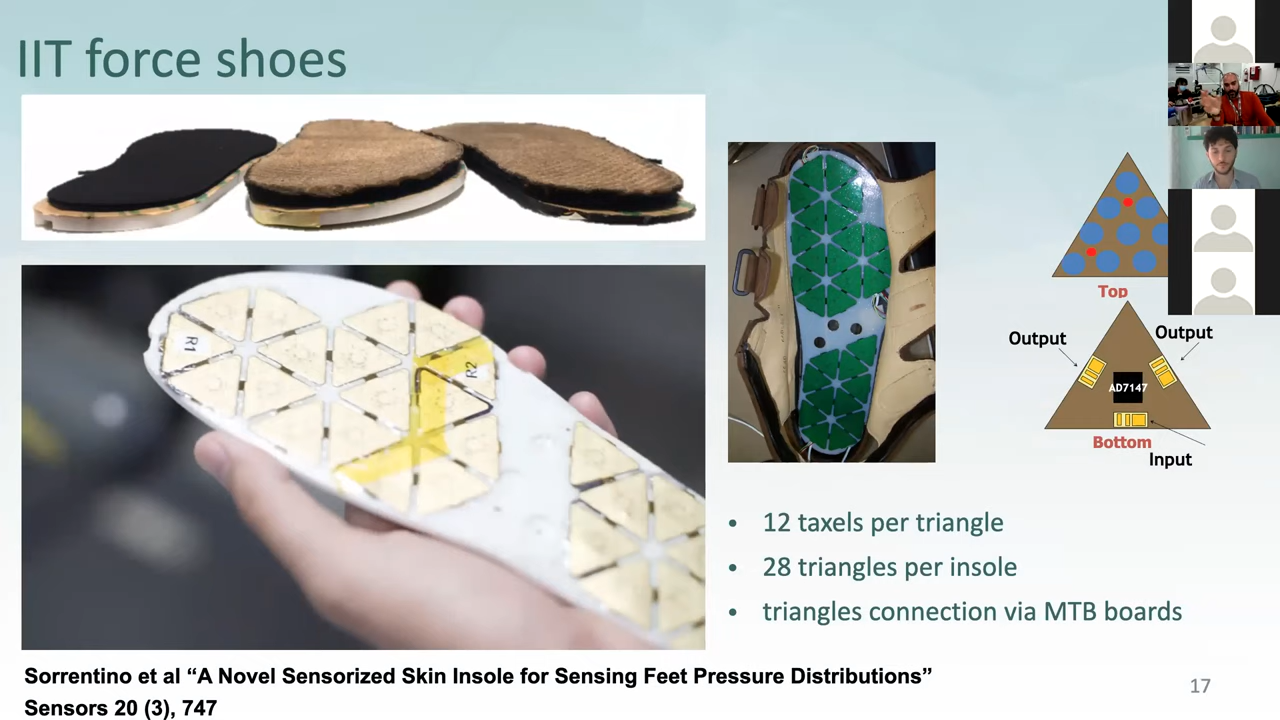 IIT force shoes
R1
R2
Top
Output
Output
AD7147
Bottom
Input
• 12 taxels per triangle
• 28 triangles per insole
• triangles connection via MTB boards
Sorrentino et al “A Novel Sensorized Skin Insole for Sensing Feet Pressure Distributions”
Sensors 20 (3), 747
17